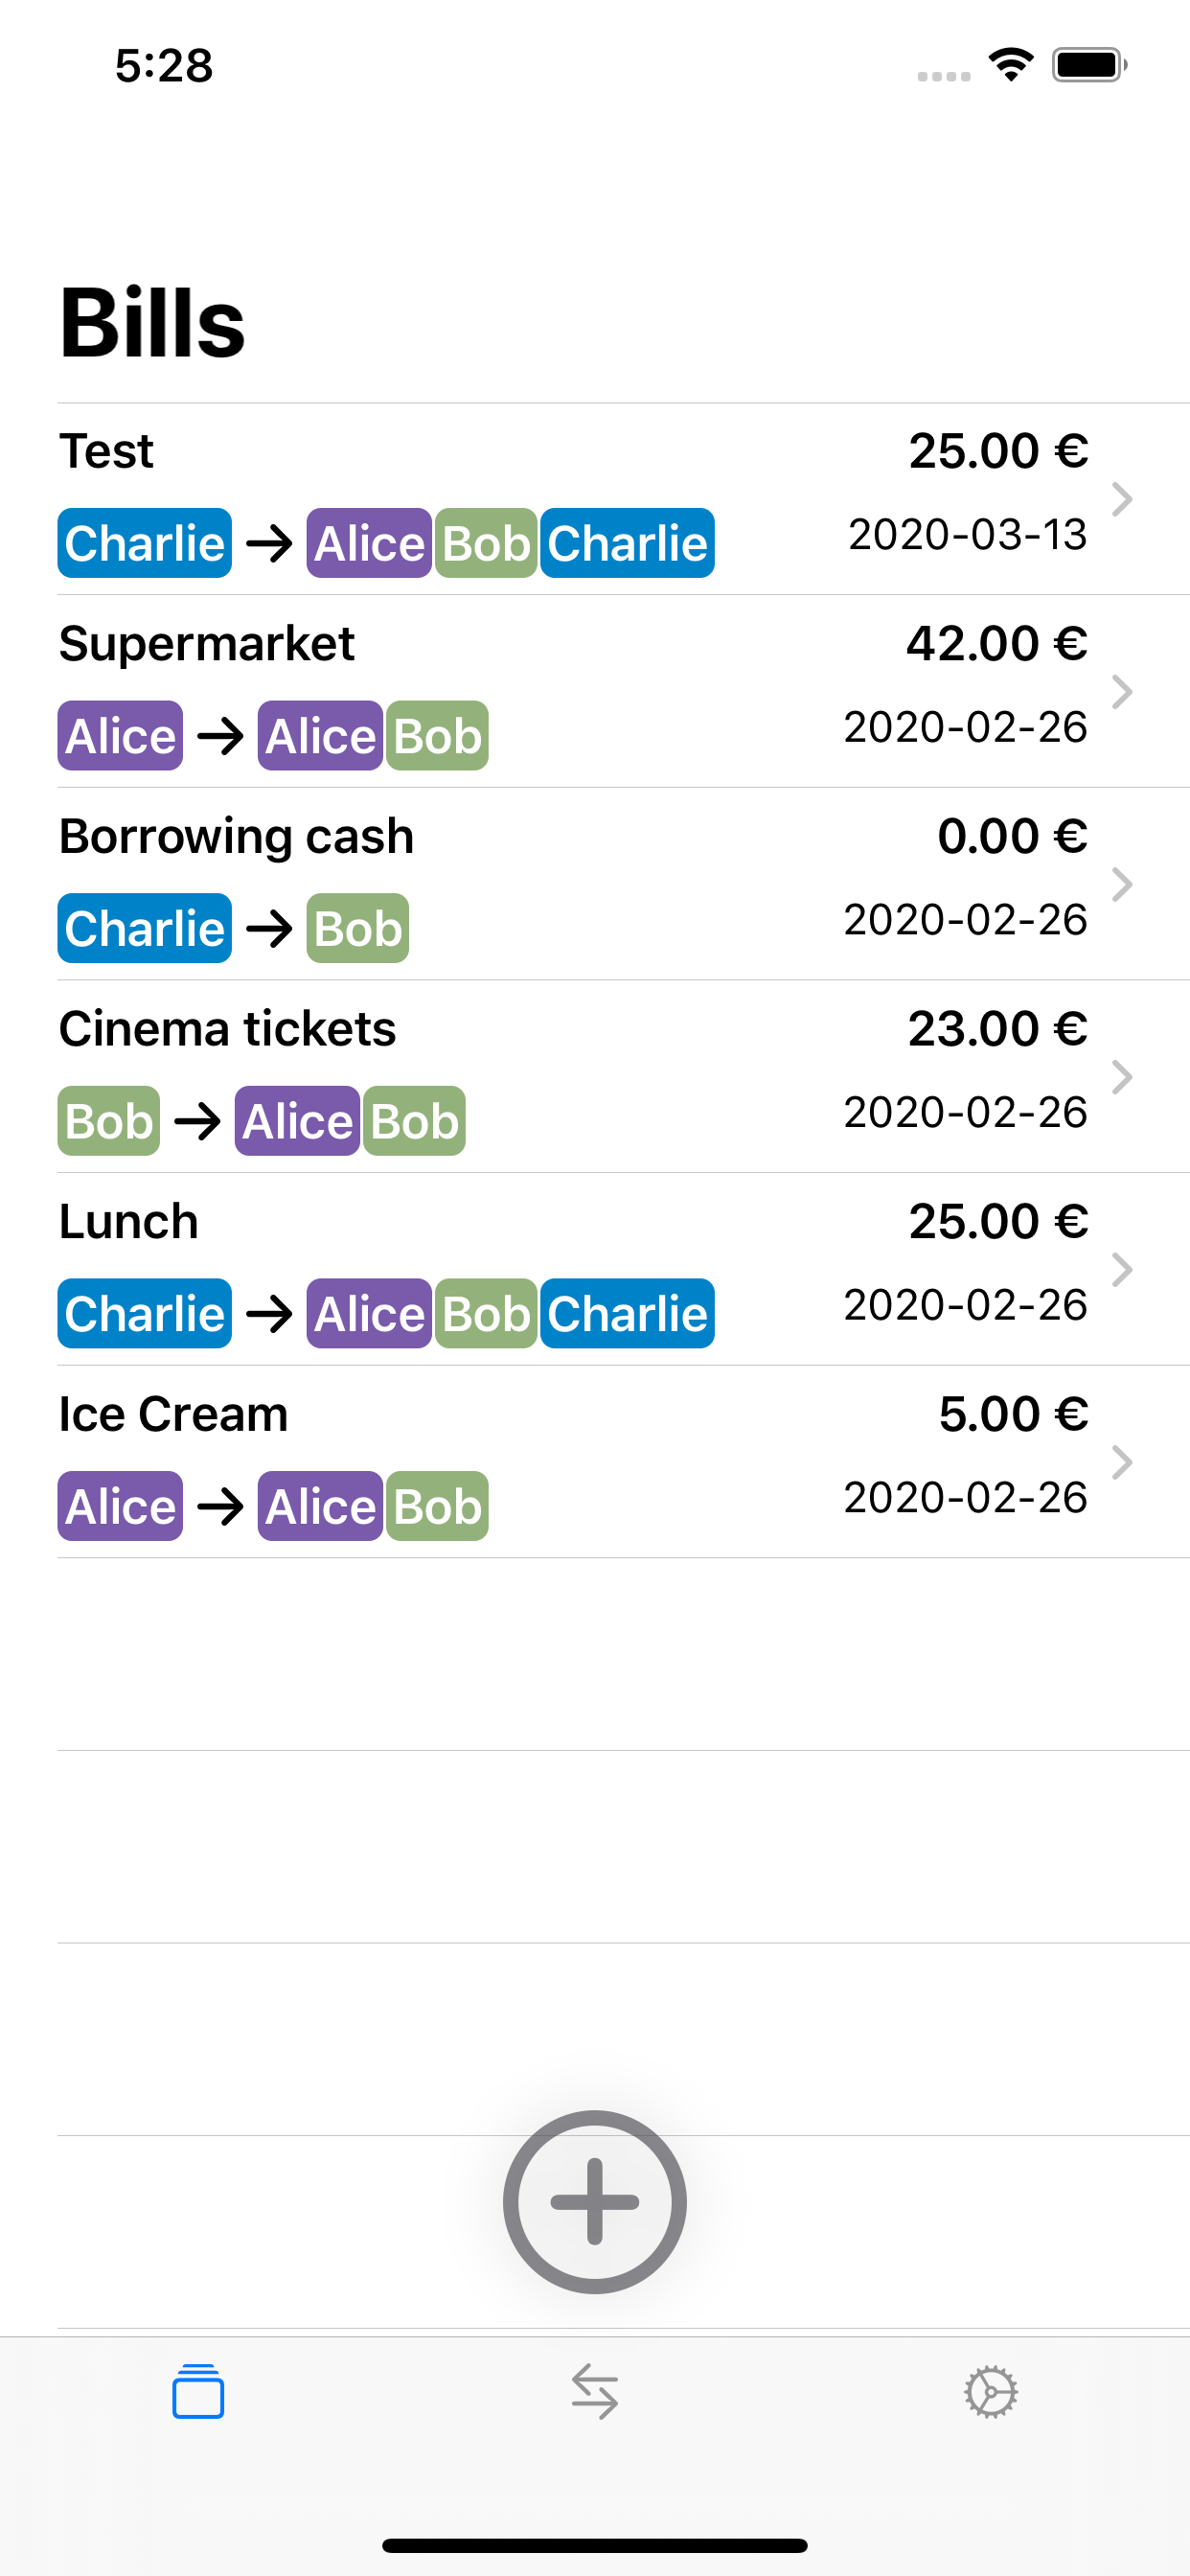 5:28
Bills
Test 25.00 €
Charlie → Alice Bob Charlie 2020-03-13
Supermarket 42.00 €
Alice → Alice Bob 2020-02-26
Borrowing cash 0.00 €
Charlie → Bob 2020-02-26
Cinema tickets 23.00 €
Bob → Alice Bob 2020-02-26
Lunch 25.00 €
Charlie → Alice Bob Charlie 2020-02-26
Ice Cream 5.00 €
Alice → Alice Bob 2020-02-26